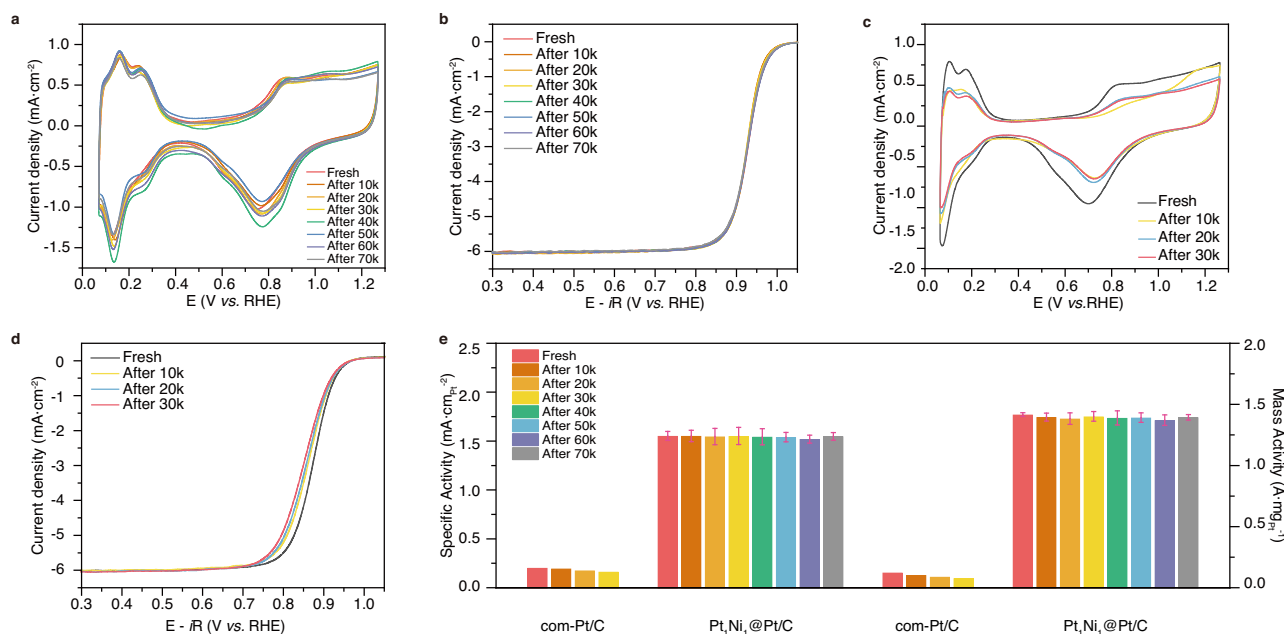 a
Current density (mA·cm⁻²)
1.0
0.5
0.0
-0.5
-1.0
-1.5
0.0 0.2 0.4 0.6 0.8 1.0 1.2
E (V vs. RHE)
Fresh
After 10k
After 20k
After 30k
After 40k
After 50k
After 60k
After 70k
b
Current density (mA·cm⁻²)
0
-1
-2
-3
-4
-5
-6
0.3 0.4 0.5 0.6 0.7 0.8 0.9 1.0
E - iR (V vs. RHE)
Fresh
After 10k
After 20k
After 30k
After 40k
After 50k
After 60k
After 70k
c
Current density (mA·cm⁻²)
1.0
0.5
0.0
-0.5
-1.0
-2.0
0.0 0.2 0.4 0.6 0.8 1.0 1.2
E (V vs.RHE)
Fresh
After 10k
After 20k
After 30k
d
Current density (mA·cm⁻²)
0
-1
-2
-3
-4
-5
-6
0.3 0.4 0.5 0.6 0.7 0.8 0.9 1.0
E - iR (V vs. RHE)
Fresh
After 10k
After 20k
After 30k
e
Specific Activity (mA·cm_Pt⁻²)
2.5
2.0
1.5
1.0
0.5
0.0
Fresh
After 10k
After 20k
After 30k
After 40k
After 50k
After 60k
After 70k
com-Pt/C Pt₁Ni₁@Pt/C com-Pt/C Pt₁Ni₁@Pt/C
2.0
1.5
1.0
0.5
0.0
Mass Activity (A·mg_Pt⁻¹)